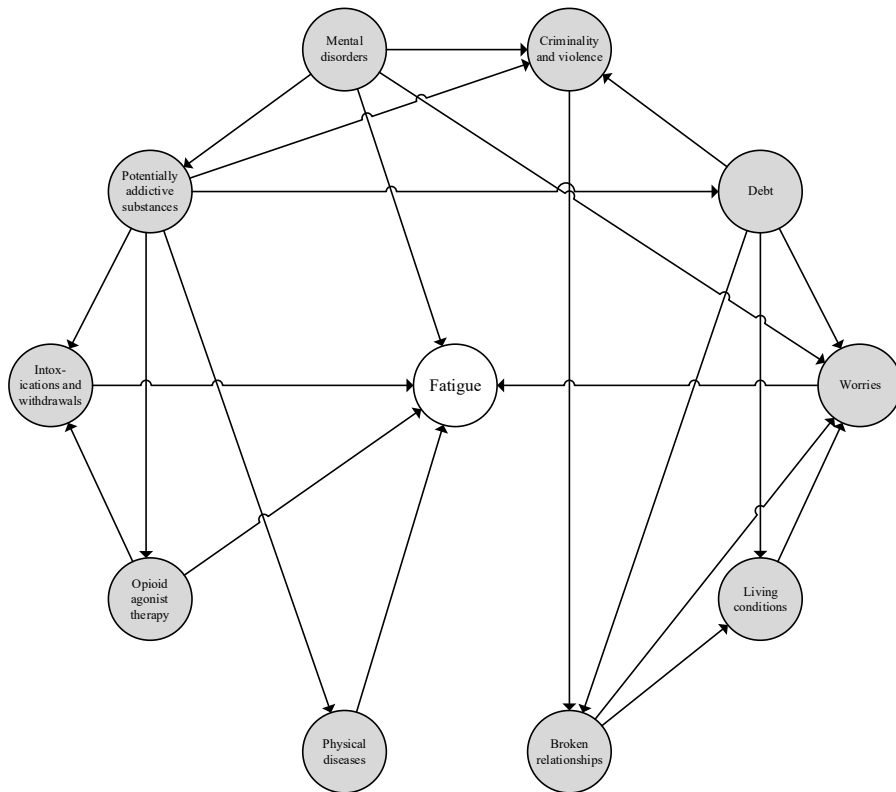 Mental
disorders
Criminality
and violence
Potentially
addictive
substances
Debt
Intox-
ications and
withdrawals
Fatigue
Worries
Opioid
agonist
therapy
Living
conditions
Physical
diseases
Broken
relationships